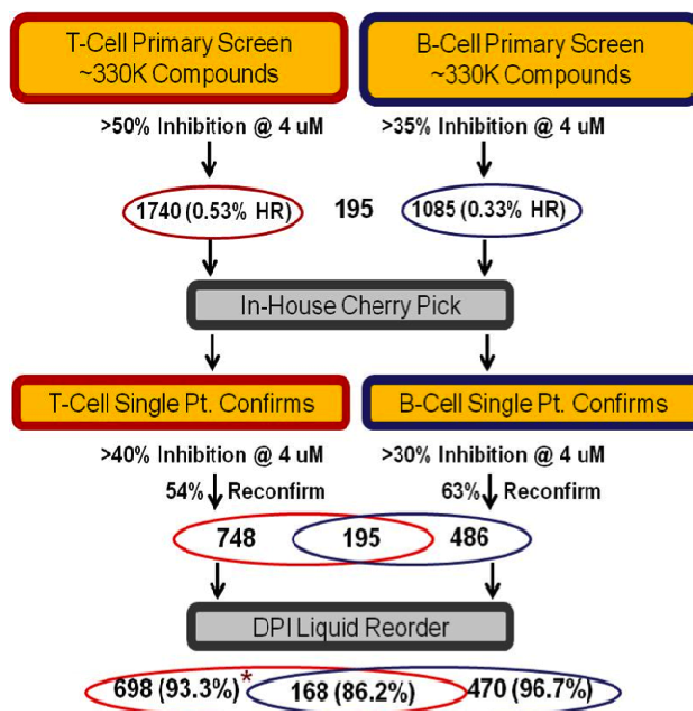 T-Cell Primary Screen
~330K Compounds
B-Cell Primary Screen
~330K Compounds
>50% Inhibition @ 4 uM
>35% Inhibition @ 4 uM
1740 (0.53% HR)
195
1085 (0.33% HR)
In-House Cherry Pick
T-Cell Single Pt. Confirms
B-Cell Single Pt. Confirms
>40% Inhibition @ 4 uM
>30% Inhibition @ 4 uM
54% Reconfirm
63% Reconfirm
748
195
486
DPI Liquid Reorder
698 (93.3%)*
168 (86.2%)
470 (96.7%)